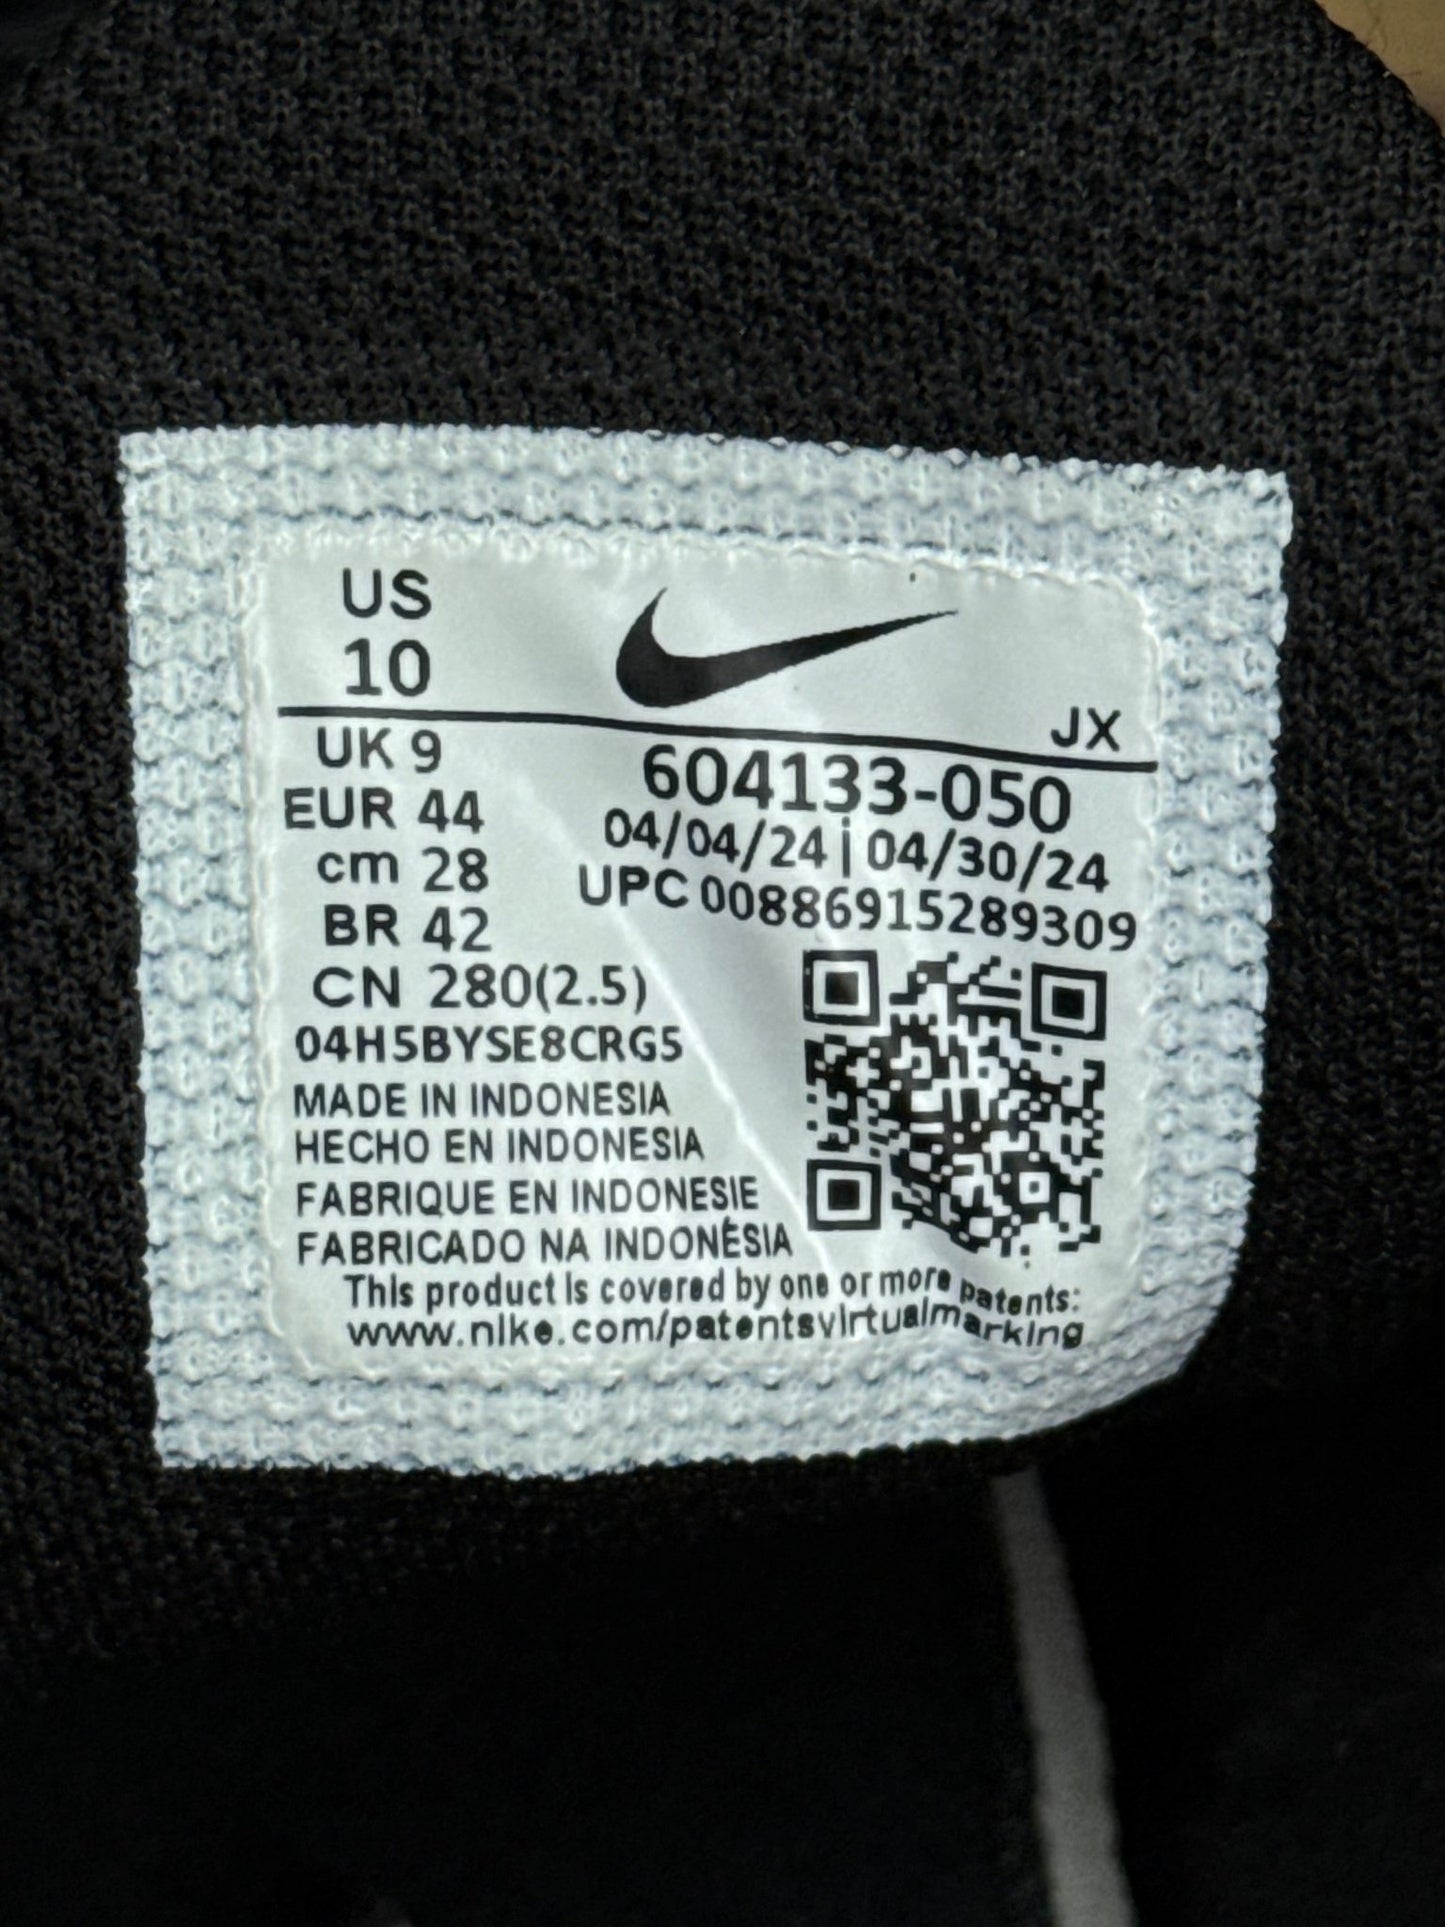 US
10
JX
UK 9
EUR 44
cm 28
BR 42
CN 280(2.5)
04H5BYSE8CRG5
604133-050
04/04/24 | 04/30/24
UPC 00886915289309
MADE IN INDONESIA
HECHO EN INDONESIA
FABRIQUE EN INDONESIE
FABRICADO NA INDONÉSIA
This product is covered by one or more patents:
www.nike.com/patentsvirtualmarking